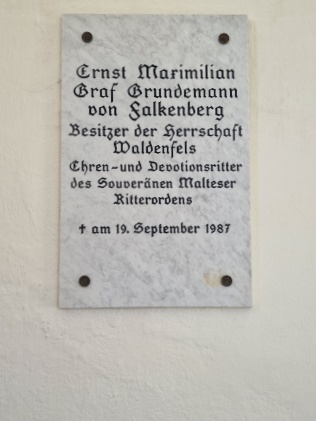 Ernst Maximilian
Graf Grundemann
von Falkenberg
Besitzer der Herrschaft
Waldenfels
Ehren-und Devotionsritter
des Souveränen Malteser
Ritterordens
† am 19. September 1987